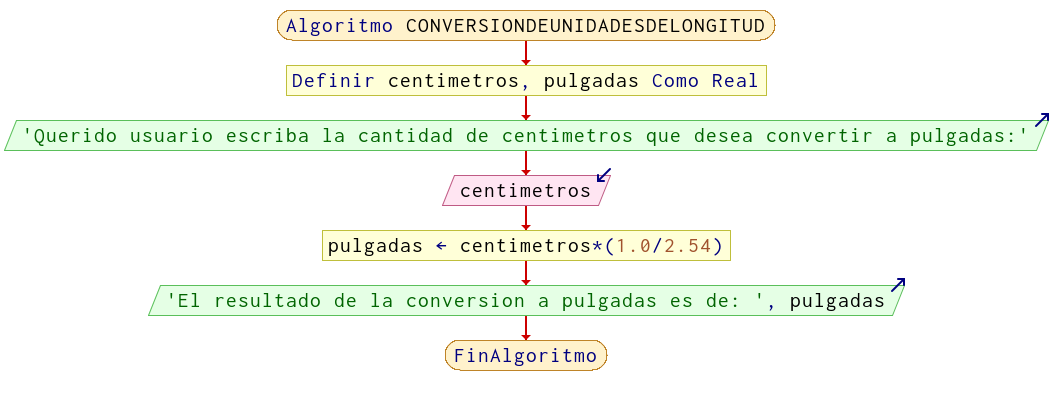 Algoritmo CONVERSIONDEUNIDADESDELONGITUD
Definir centimetros, pulgadas Como Real
'Querido usuario escriba la cantidad de centimetros que desea convertir a pulgadas:'
centimetros
pulgadas ← centimetros*(1.0/2.54)
'El resultado de la conversion a pulgadas es de: ', pulgadas
FinAlgoritmo